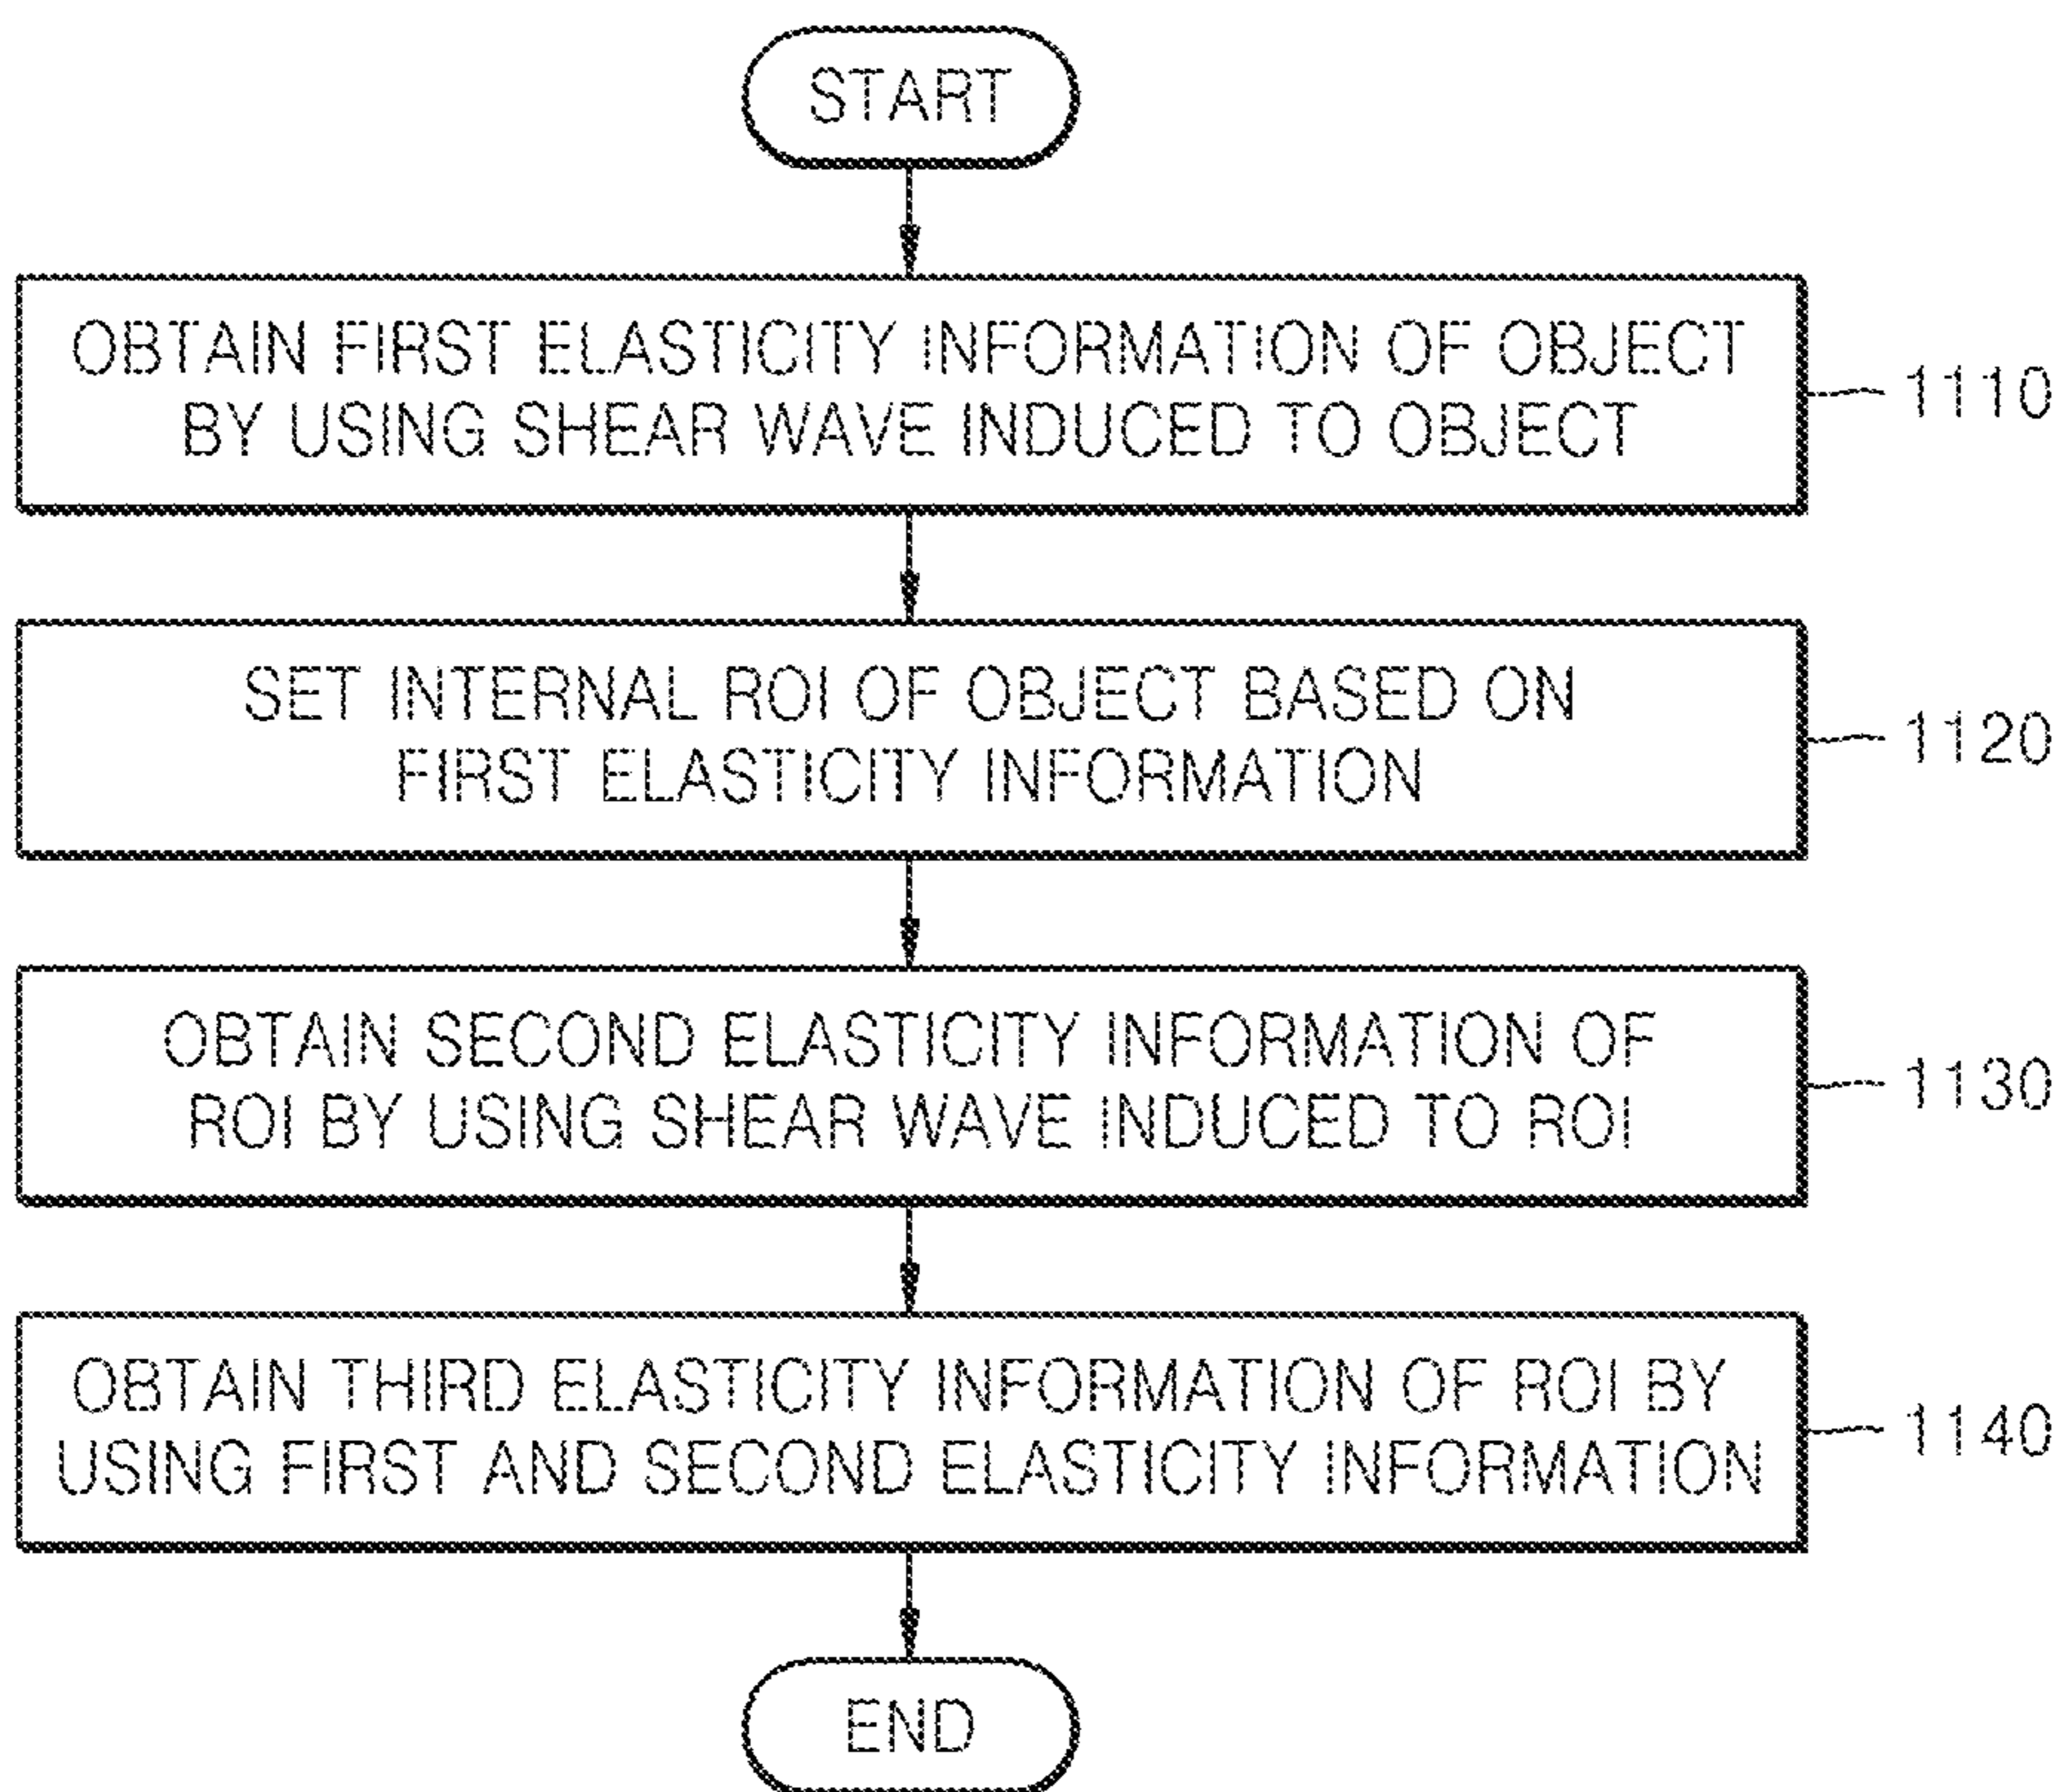 START
OBTAIN FIRST ELASTICITY INFORMATION OF OBJECT
BY USING SHEAR WAVE INDUCED TO OBJECT
1110
SET INTERNAL ROI OF OBJECT BASED ON
FIRST ELASTICITY INFORMATION
1120
OBTAIN SECOND ELASTICITY INFORMATION OF
ROI BY USING SHEAR WAVE INDUCED TO ROI
1130
OBTAIN THIRD ELASTICITY INFORMATION OF ROI BY
USING FIRST AND SECOND ELASTICITY INFORMATION
1140
END